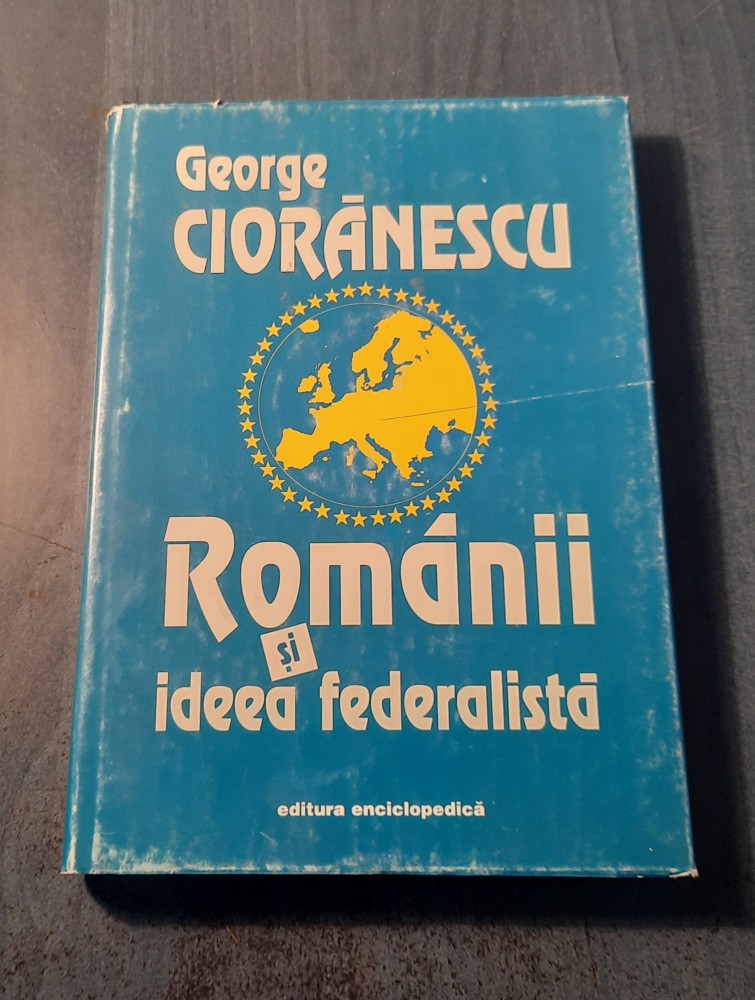 George
CIORĂNESCU
Românii
și
ideea federalistă
editura enciclopedică